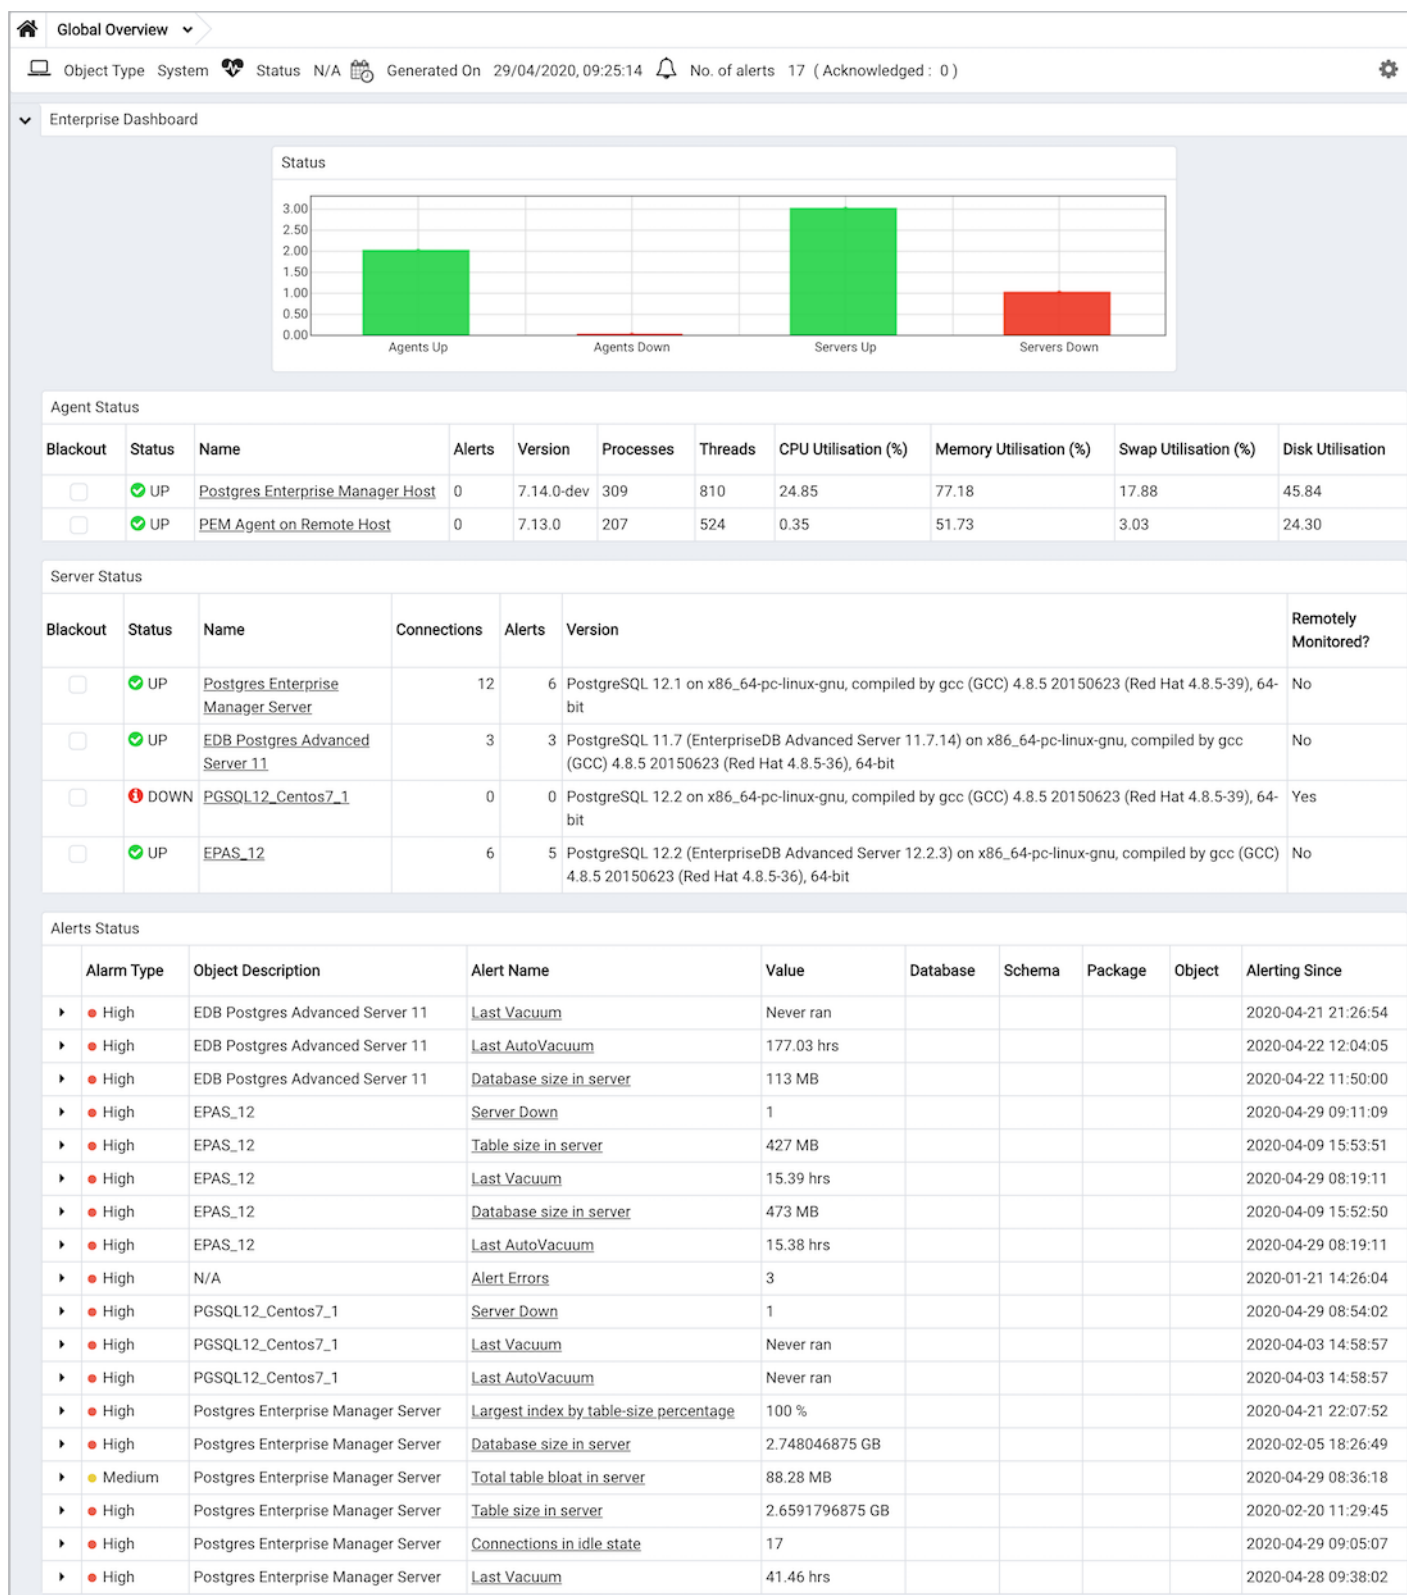 Global Overview
Object Type System Status N/A Generated On 29/04/2020, 09:25:14 No. of alerts 17 ( Acknowledged : 0 )
Enterprise Dashboard
Status
3.00
2.50
2.00
1.50
1.00
0.50
0.00
Agents Up Agents Down Servers Up Servers Down
Agent Status
Blackout Status Name Alerts Version Processes Threads CPU Utilisation (%) Memory Utilisation (%) Swap Utilisation (%) Disk Utilisation
UP Postgres Enterprise Manager Host 0 7.14.0-dev 309 810 24.85 77.18 17.88 45.84
UP PEM Agent on Remote Host 0 7.13.0 207 524 0.35 51.73 3.03 24.30
Server Status
Blackout Status Name Connections Alerts Version Remotely
Monitored?
UP Postgres Enterprise 12 6 PostgreSQL 12.1 on x86_64-pc-linux-gnu, compiled by gcc (GCC) 4.8.5 20150623 (Red Hat 4.8.5-39), 64- No
Manager Server bit
UP EDB Postgres Advanced 3 3 PostgreSQL 11.7 (EnterpriseDB Advanced Server 11.7.14) on x86_64-pc-linux-gnu, compiled by gcc No
Server 11 (GCC) 4.8.5 20150623 (Red Hat 4.8.5-36), 64-bit
DOWN PGSQL12_Centos7_1 0 0 PostgreSQL 12.2 on x86_64-pc-linux-gnu, compiled by gcc (GCC) 4.8.5 20150623 (Red Hat 4.8.5-39), 64- Yes
bit
UP EPAS_12 6 5 PostgreSQL 12.2 (EnterpriseDB Advanced Server 12.2.3) on x86_64-pc-linux-gnu, compiled by gcc (GCC) No
4.8.5 20150623 (Red Hat 4.8.5-36), 64-bit
Alerts Status
Alarm Type Object Description Alert Name Value Database Schema Package Object Alerting Since
High EDB Postgres Advanced Server 11 Last Vacuum Never ran 2020-04-21 21:26:54
High EDB Postgres Advanced Server 11 Last AutoVacuum 177.03 hrs 2020-04-22 12:04:05
High EDB Postgres Advanced Server 11 Database size in server 113 MB 2020-04-22 11:50:00
High EPAS_12 Server Down 1 2020-04-29 09:11:09
High EPAS_12 Table size in server 427 MB 2020-04-09 15:53:51
High EPAS_12 Last Vacuum 15.39 hrs 2020-04-29 08:19:11
High EPAS_12 Database size in server 473 MB 2020-04-09 15:52:50
High EPAS_12 Last AutoVacuum 15.38 hrs 2020-04-29 08:19:11
High N/A Alert Errors 3 2020-01-21 14:26:04
High PGSQL12_Centos7_1 Server Down 1 2020-04-29 08:54:02
High PGSQL12_Centos7_1 Last Vacuum Never ran 2020-04-03 14:58:57
High PGSQL12_Centos7_1 Last AutoVacuum Never ran 2020-04-03 14:58:57
High Postgres Enterprise Manager Server Largest index by table-size percentage 100 % 2020-04-21 22:07:52
High Postgres Enterprise Manager Server Database size in server 2.748046875 GB 2020-02-05 18:26:49
Medium Postgres Enterprise Manager Server Total table bloat in server 88.28 MB 2020-04-29 08:36:18
High Postgres Enterprise Manager Server Table size in server 2.6591796875 GB 2020-02-20 11:29:45
High Postgres Enterprise Manager Server Connections in idle state 17 2020-04-29 09:05:07
High Postgres Enterprise Manager Server Last Vacuum 41.46 hrs 2020-04-28 09:38:02